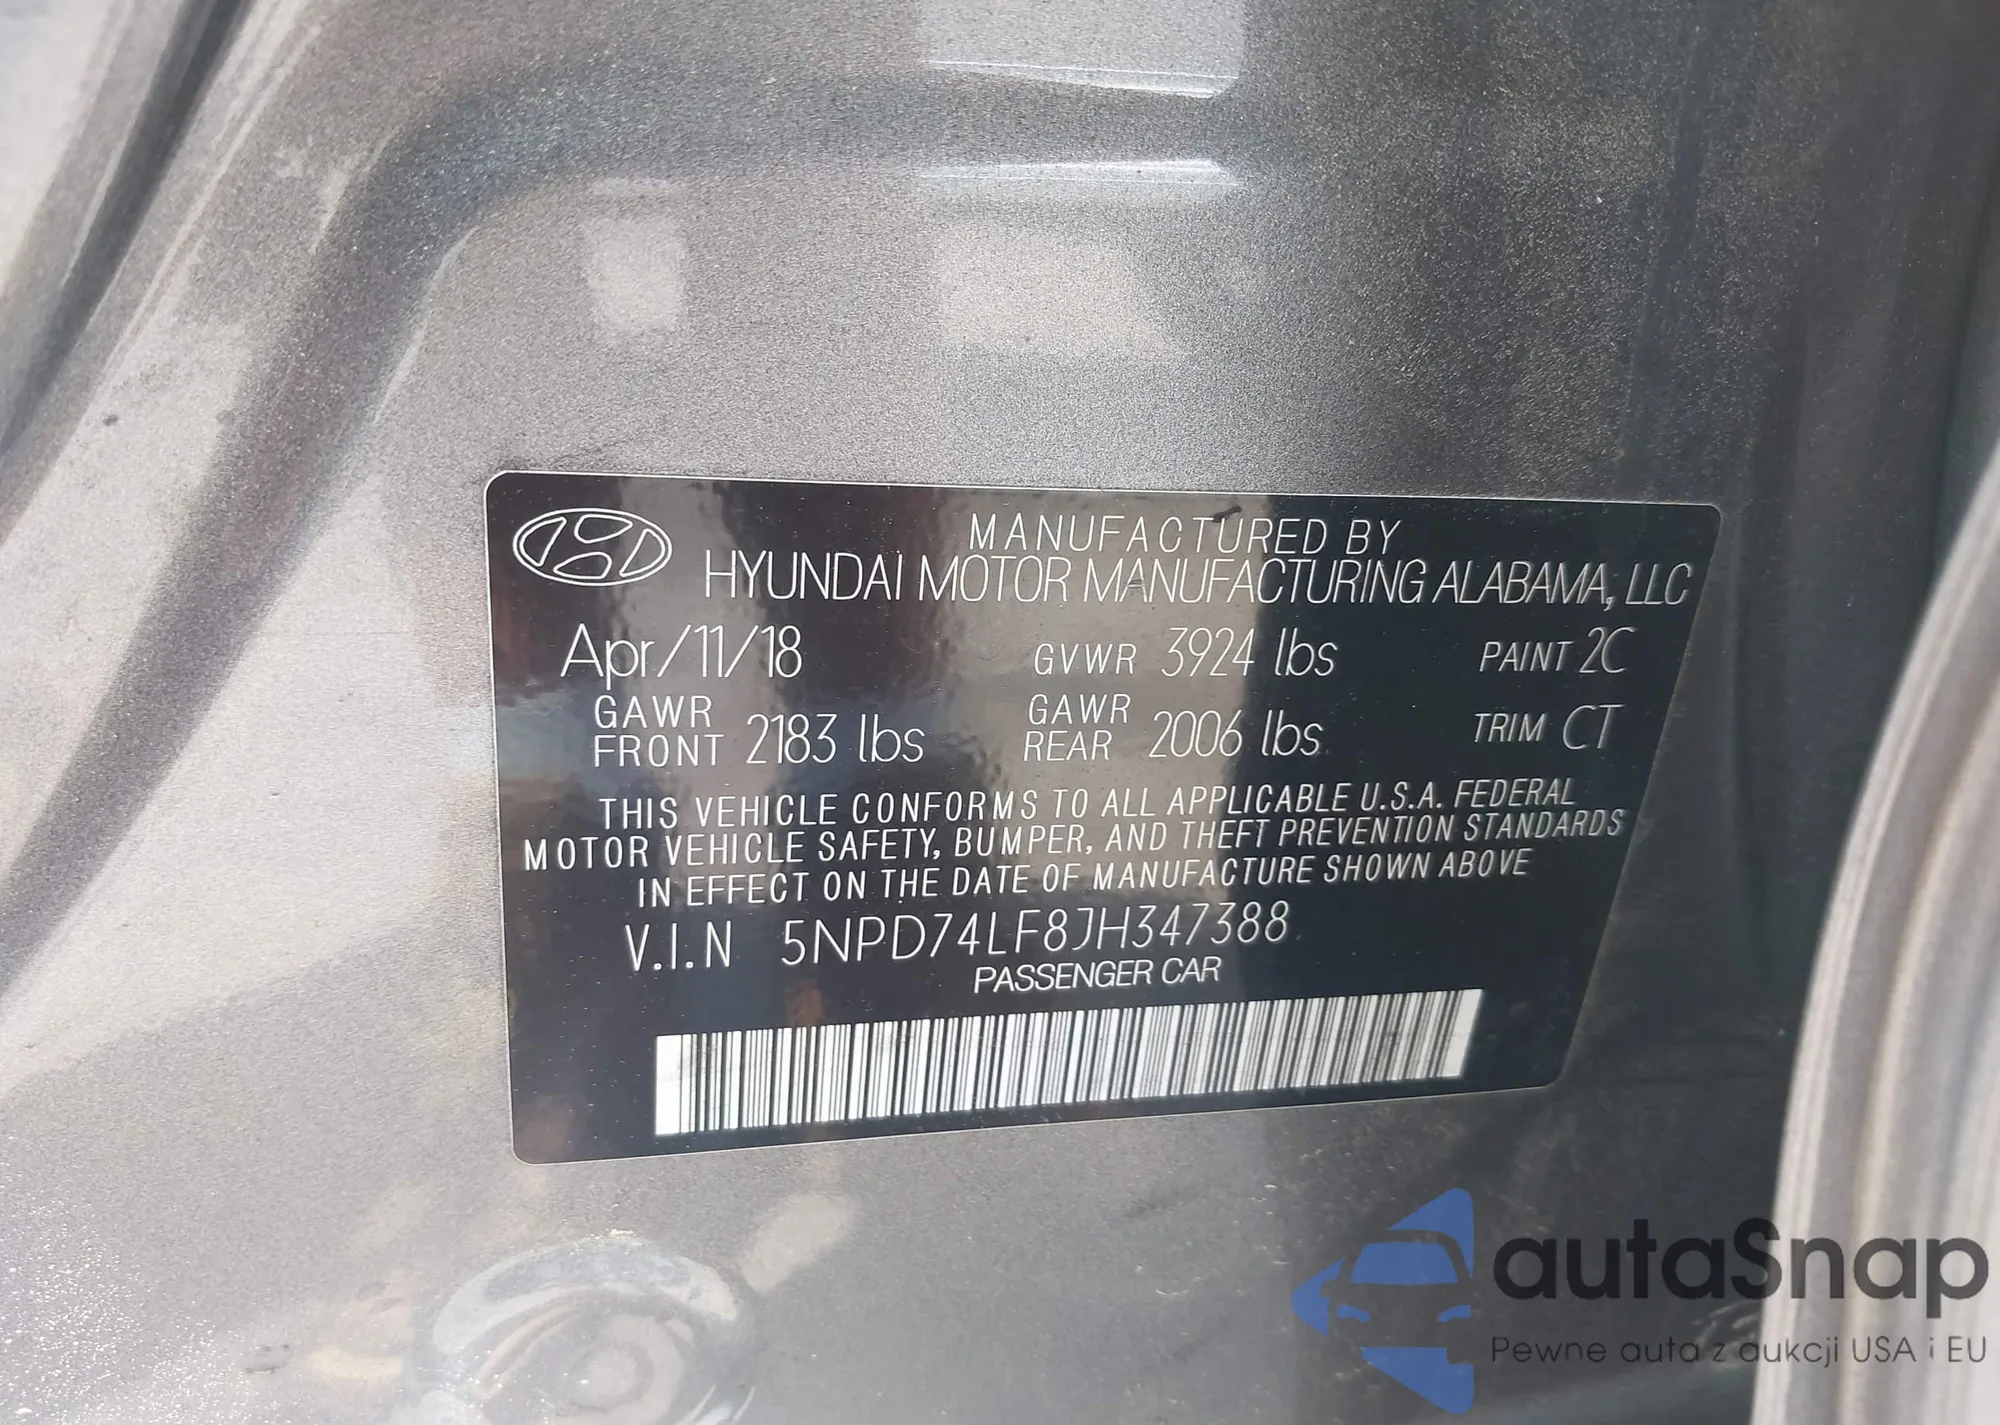 MANUFACTURED BY
HYUNDAI MOTOR MANUFACTURING ALABAMA, LLC
Apr/11/18 GVWR 3924 lbs PAINT 2C
GAWR FRONT 2183 lbs GAWR REAR 2006 lbs TRIM CT
THIS VEHICLE CONFORMS TO ALL APPLICABLE U.S.A. FEDERAL
MOTOR VEHICLE SAFETY, BUMPER, AND THEFT PREVENTION STANDARDS
IN EFFECT ON THE DATE OF MANUFACTURE SHOWN ABOVE
V.I.N 5NPD74LF8JH347388
PASSENGER CAR
autaSnap
Pewne auta z aukcji USA i EU